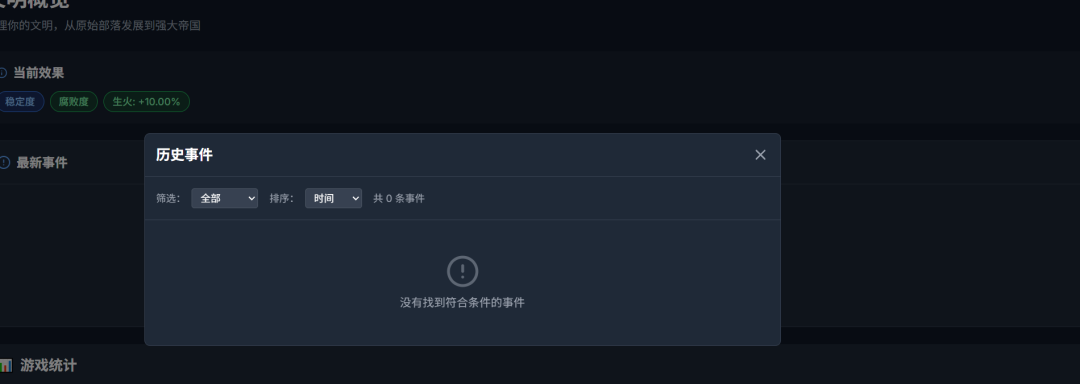 文明概览
理你的文明，从原始部落发展到强大帝国
当前效果
稳定度 腐败度 生火: +10.00%
最新事件
历史事件
筛选： 全部 排序： 时间 共 0 条事件
没有找到符合条件的事件
游戏统计